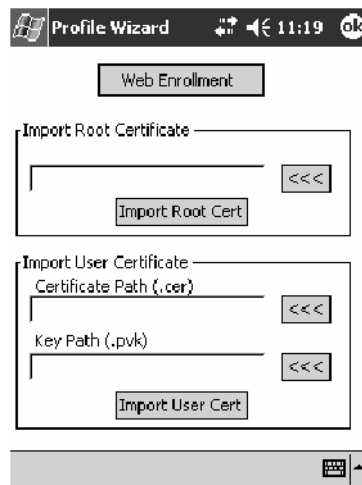 Profile Wizard 11:19 ok
Web Enrollment
Import Root Certificate
<<<
Import Root Cert
Import User Certificate
Certificate Path (.cer)
<<<
Key Path (.pvk)
<<<
Import User Cert